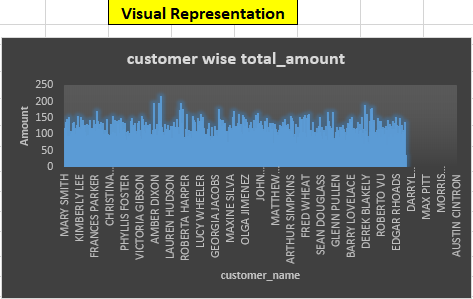 Visual Representation
customer wise total_amount
250
200
150
100
50
0
Amount
MARY SMITH
KIMBERLY LEE
FRANCES PARKER
CHRISTINA...
PHYLLIS FOSTER
VICTORIA GIBSON
AMBER DIXON
LAUREN HUDSON
ROBERTA HARPER
LUCY WHEELER
GEORGIA JACOBS
MAXINE SILVA
OLGA JIMENEZ
JOHN...
MATTHEW...
ARTHUR SIMPKINS
FRED WHEAT
SEAN DOUGLASS
GLENN PULLEN
BARRY LOVELACE
DEREK BLAKELY
ROBERTO VU
EDGAR RHOADS
DARRYL...
MAX PITT
MORRIS...
AUSTIN CINTRON
customer_name